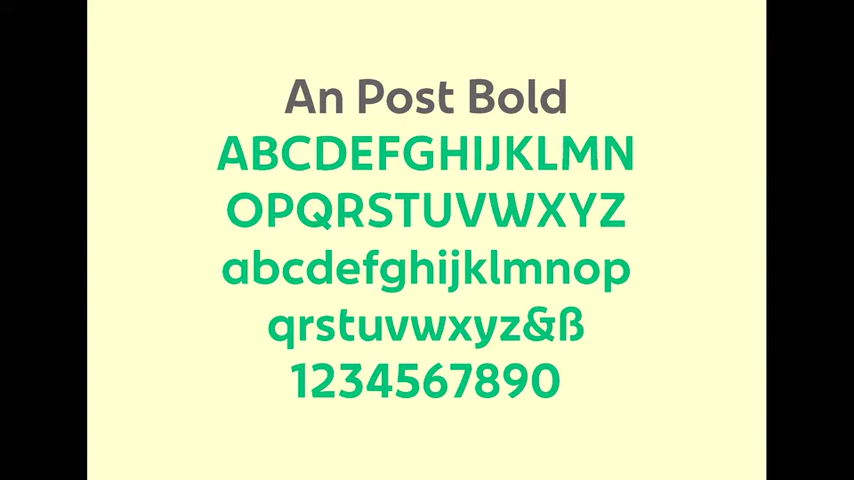 An Post Bold
ABCDEFGHIJKLMN
OPQRSTUVWXYZ
abcdefghijklmnop
qrstuvwxyz&ß
1234567890